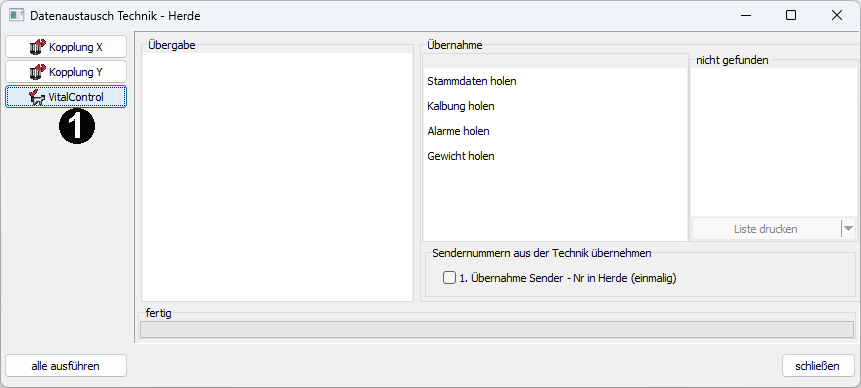 Datenaustausch Technik - Herde
Kopplung X
Kopplung Y
VitalControl
1
Übergabe
Übernahme
Stammdaten holen
Kalbung holen
Alarme holen
Gewicht holen
nicht gefunden
Liste drucken
Sendernummern aus der Technik übernehmen
1. Übernahme Sender - Nr in Herde (einmalig)
fertig
alle ausführen
schließen